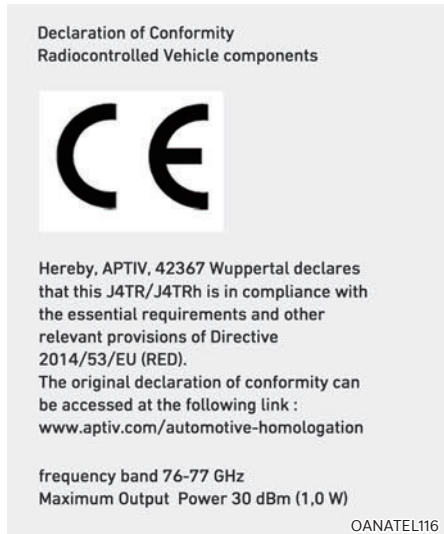 Declaration of Conformity
Radiocontrolled Vehicle components
CE
Hereby, APTIV, 42367 Wuppertal declares
that this J4TR/J4TRh is in compliance with
the essential requirements and other
relevant provisions of Directive
2014/53/EU (RED).
The original declaration of conformity can
be accessed at the following link :
www.aptiv.com/automotive-homologation
frequency band 76-77 GHz
Maximum Output Power 30 dBm (1,0 W)
OANATEL116